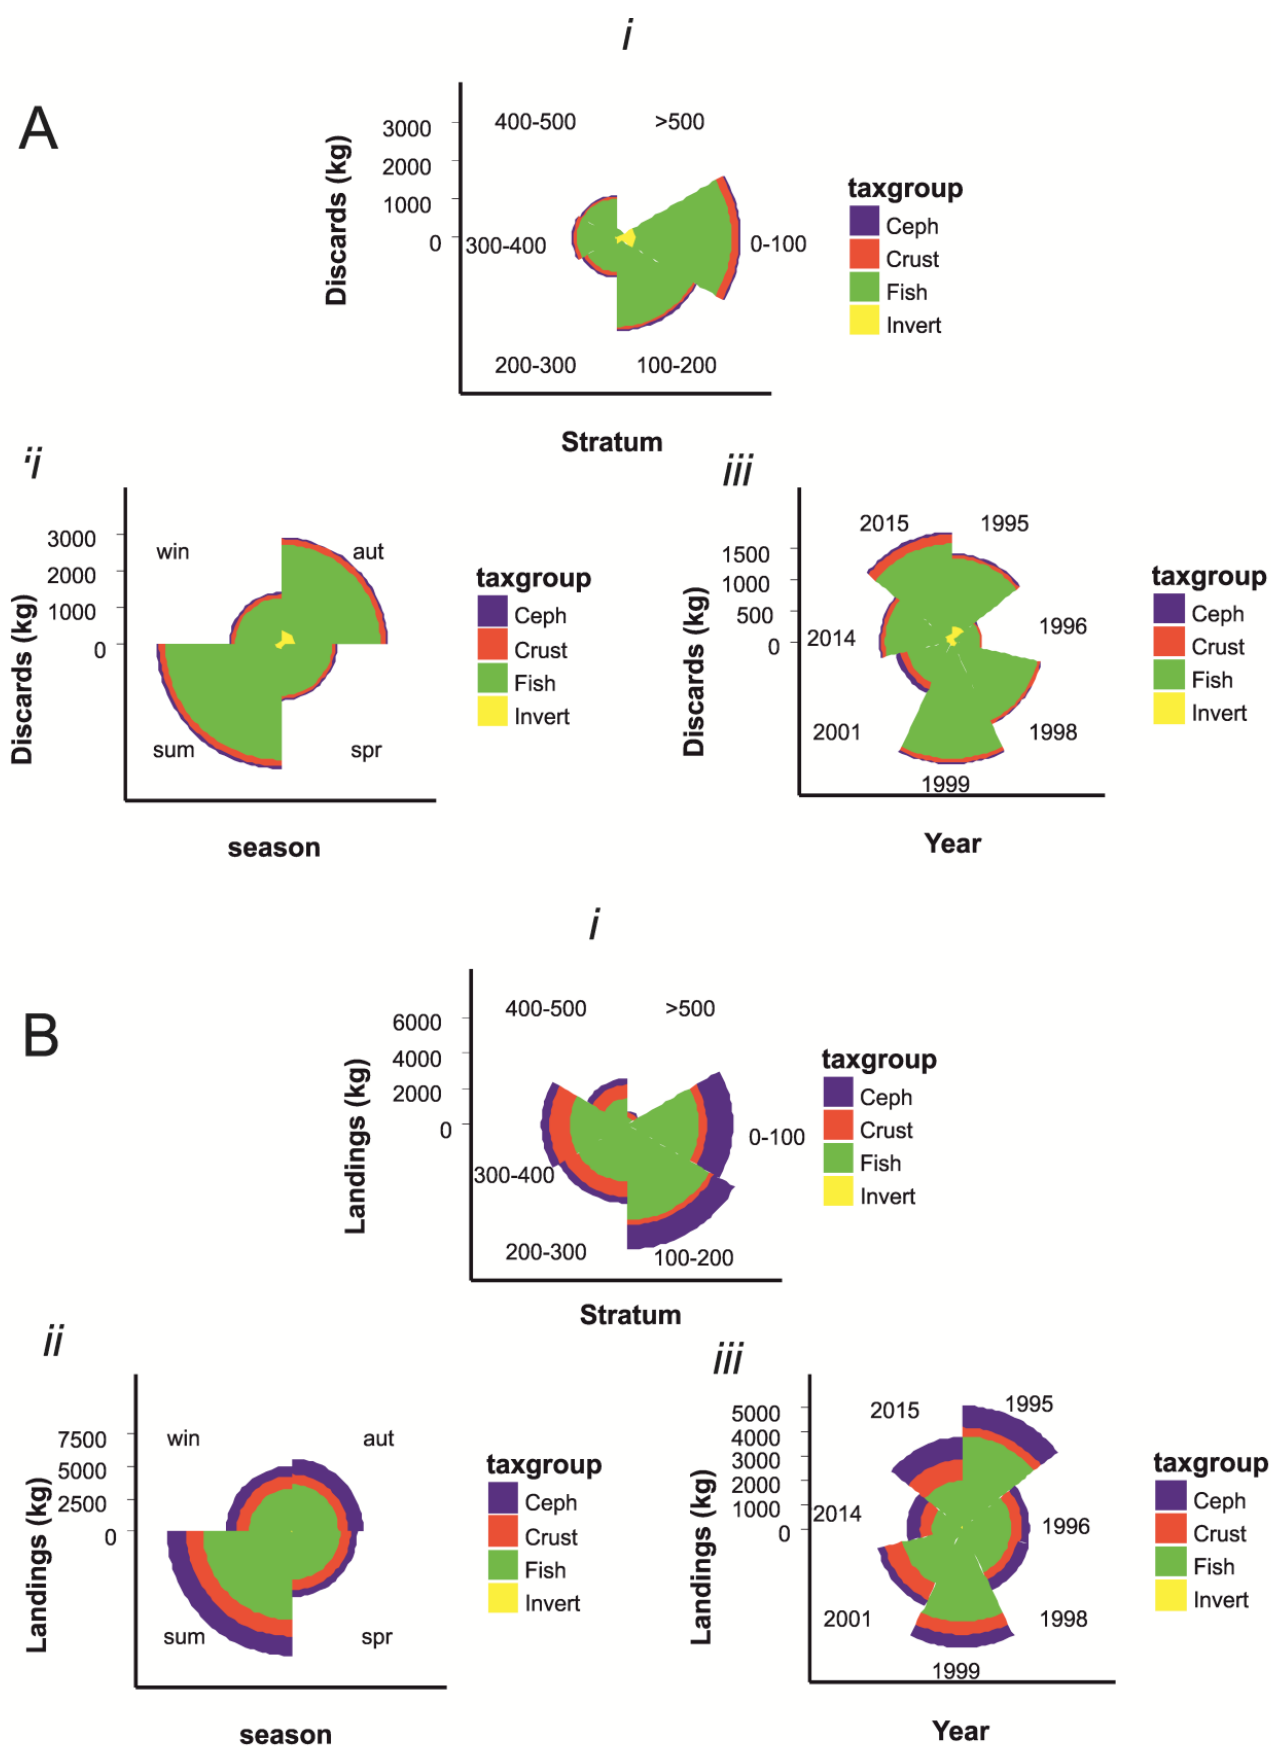 i
A
400-500 >500
3000
2000
1000
0
Discards (kg)
300-400
0-100
200-300 100-200
Stratum
taxgroup
Ceph
Crust
Fish
Invert
ii
win aut
3000
2000
1000
0
Discards (kg)
sum spr
season
taxgroup
Ceph
Crust
Fish
Invert
iii
2015 1995
1500
1000
500
0
Discards (kg)
2014
1996
2001
1998
1999
Year
taxgroup
Ceph
Crust
Fish
Invert
i
B
400-500 >500
6000
4000
2000
0
Landings (kg)
0-100
300-400
200-300 100-200
Stratum
taxgroup
Ceph
Crust
Fish
Invert
ii
win aut
7500
5000
2500
0
Landings (kg)
sum spr
season
taxgroup
Ceph
Crust
Fish
Invert
iii
2015 1995
5000
4000
3000
2000
1000
0
Landings (kg)
2014
1996
2001 1998
1999
Year
taxgroup
Ceph
Crust
Fish
Invert